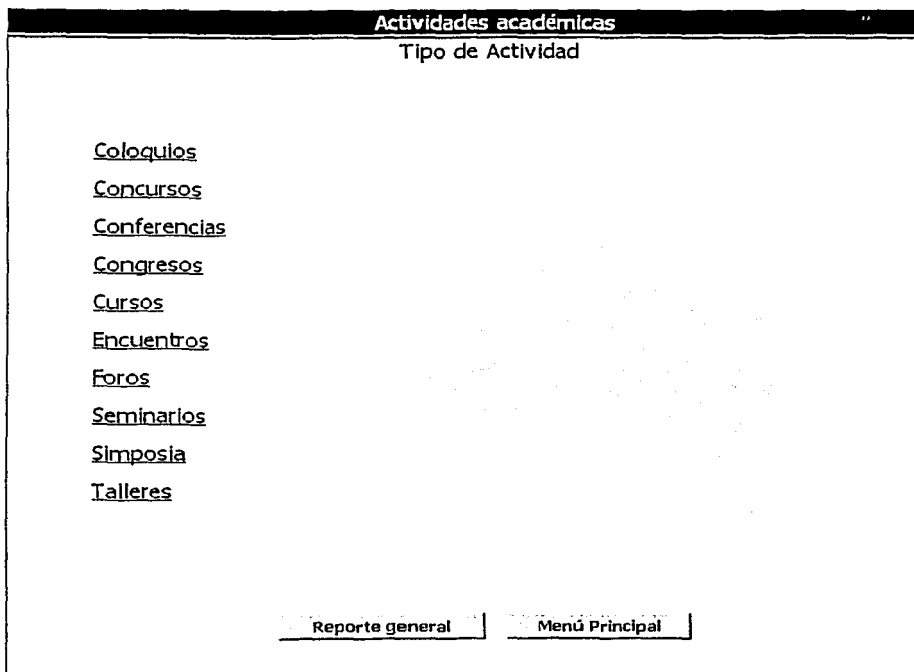 Actividades académicas
Tipo de Actividad
Coloquios
Concursos
Conferencias
Congresos
Cursos
Encuentros
Foros
Seminarios
Simposia
Talleres
Reporte general Menú Principal